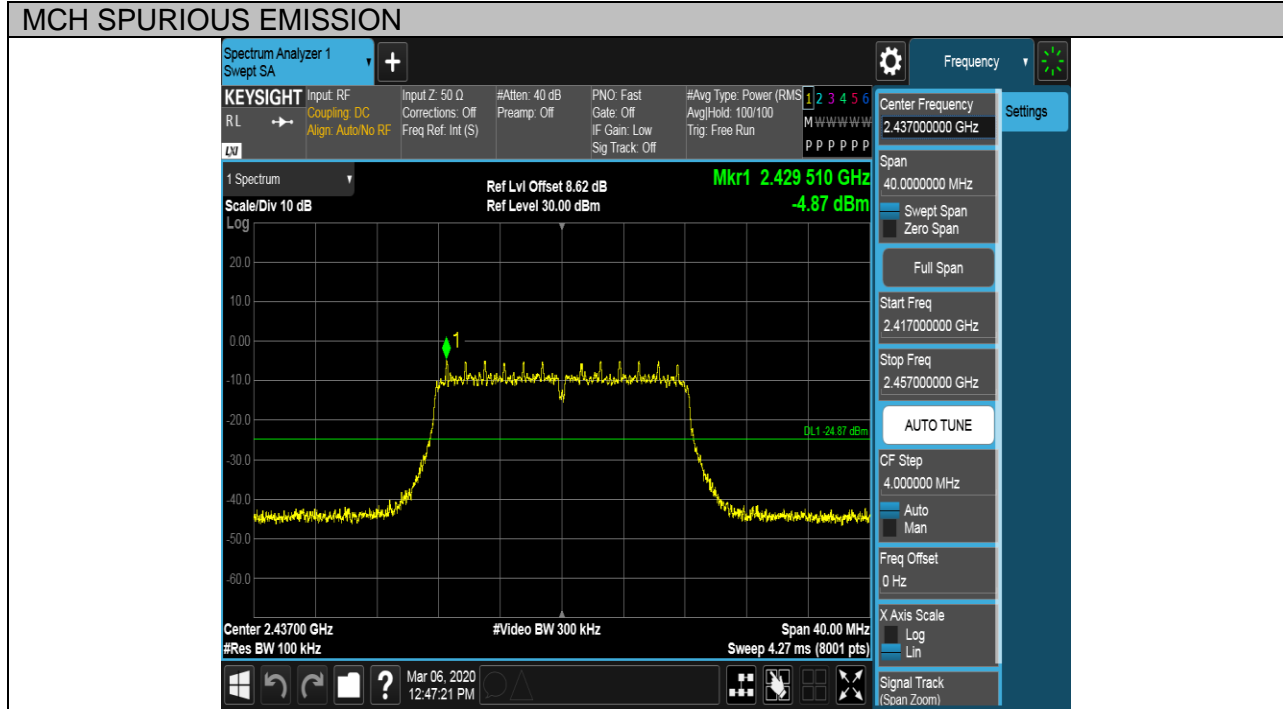 MCH SPURIOUS EMISSION
Spectrum Analyzer 1
Swept SA
+
Frequency
KEYSIGHT
RL
LXI
Input: RF
Coupling: DC
Align: Auto/No RF
Input Z: 50 Ω
Corrections: Off
Freq Ref: Int (S)
#Atten: 40 dB
Preamp: Off
PNO: Fast
Gate: Off
IF Gain: Low
Sig Track: Off
#Avg Type: Power (RMS
Avg|Hold: 100/100
Trig: Free Run
1 2 3 4 5 6
M W W W W W
P P P P P P
1 Spectrum
Scale/Div 10 dB
Ref Lvl Offset 8.62 dB
Ref Level 30.00 dBm
Mkr1 2.429 510 GHz
-4.87 dBm
Log
20.0
10.0
0.00
-10.0
-20.0
-30.0
-40.0
-50.0
-60.0
1
DL1 -24.87 dBm
Center 2.43700 GHz
#Res BW 100 kHz
#Video BW 300 kHz
Span 40.00 MHz
Sweep 4.27 ms (8001 pts)
?
Mar 06, 2020
12:47:21 PM
Center Frequency
2.437000000 GHz
Span
40.0000000 MHz
Swept Span
Zero Span
Full Span
Start Freq
2.417000000 GHz
Stop Freq
2.457000000 GHz
AUTO TUNE
CF Step
4.000000 MHz
Auto
Man
Freq Offset
0 Hz
X Axis Scale
Log
Lin
Signal Track
(Span Zoom)
Settings